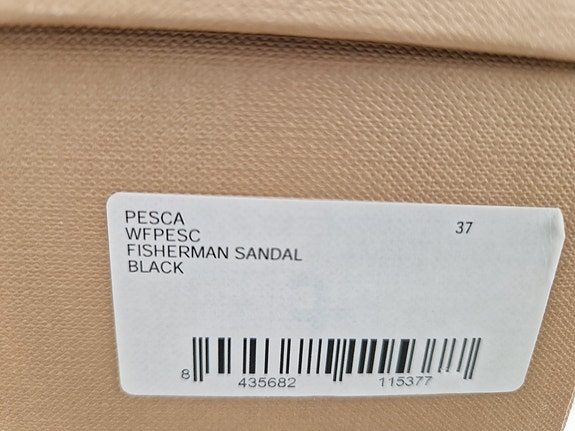 PESCA 37
WFPESC
FISHERMAN SANDAL
BLACK
8 435682 115377